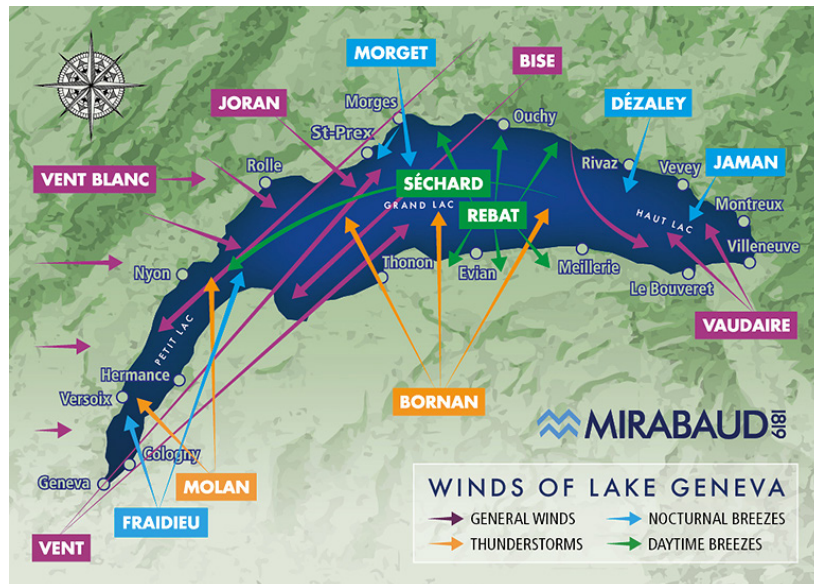 MORGET
BISE
JORAN
Morges
St-Prex
Ouchy
DÉZALEY
Rolle
VENT BLANC
Rivaz
Vevey
JAMAN
SÉCHARD
GRAND LAC
REBAT
HAUT LAC
Montreux
Villeneuve
Nyon
Thonon
Evian
Meillerie
Le Bouveret
VAUDAIRE
PETIT LAC
Hermance
Versoix
BORNAN
MIRABAUD 1819
Cologny
Geneva
MOLAN
FRAIDIEU
VENT
WINDS OF LAKE GENEVA
GENERAL WINDS
NOCTURNAL BREEZES
THUNDERSTORMS
DAYTIME BREEZES